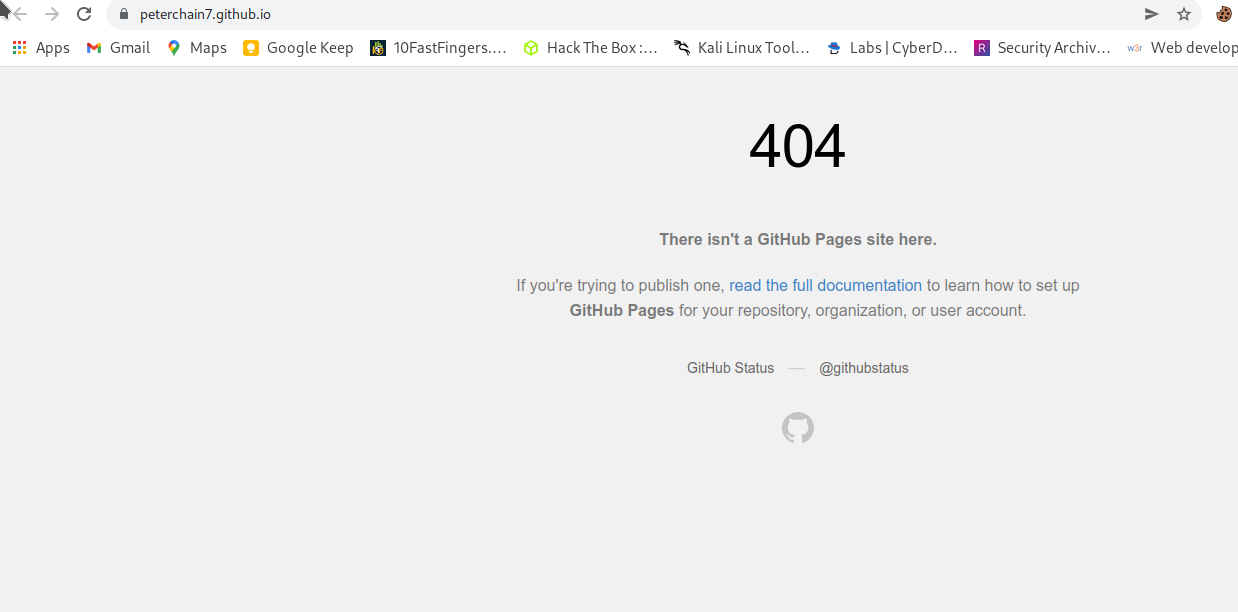 peterchain7.github.io
Apps Gmail Maps Google Keep 10FastFingers.... Hack The Box :... Kali Linux Tool... Labs | CyberD... R Security Archiv... w3r Web develop
404
There isn't a GitHub Pages site here.
If you're trying to publish one, read the full documentation to learn how to set up
GitHub Pages for your repository, organization, or user account.
GitHub Status — @githubstatus